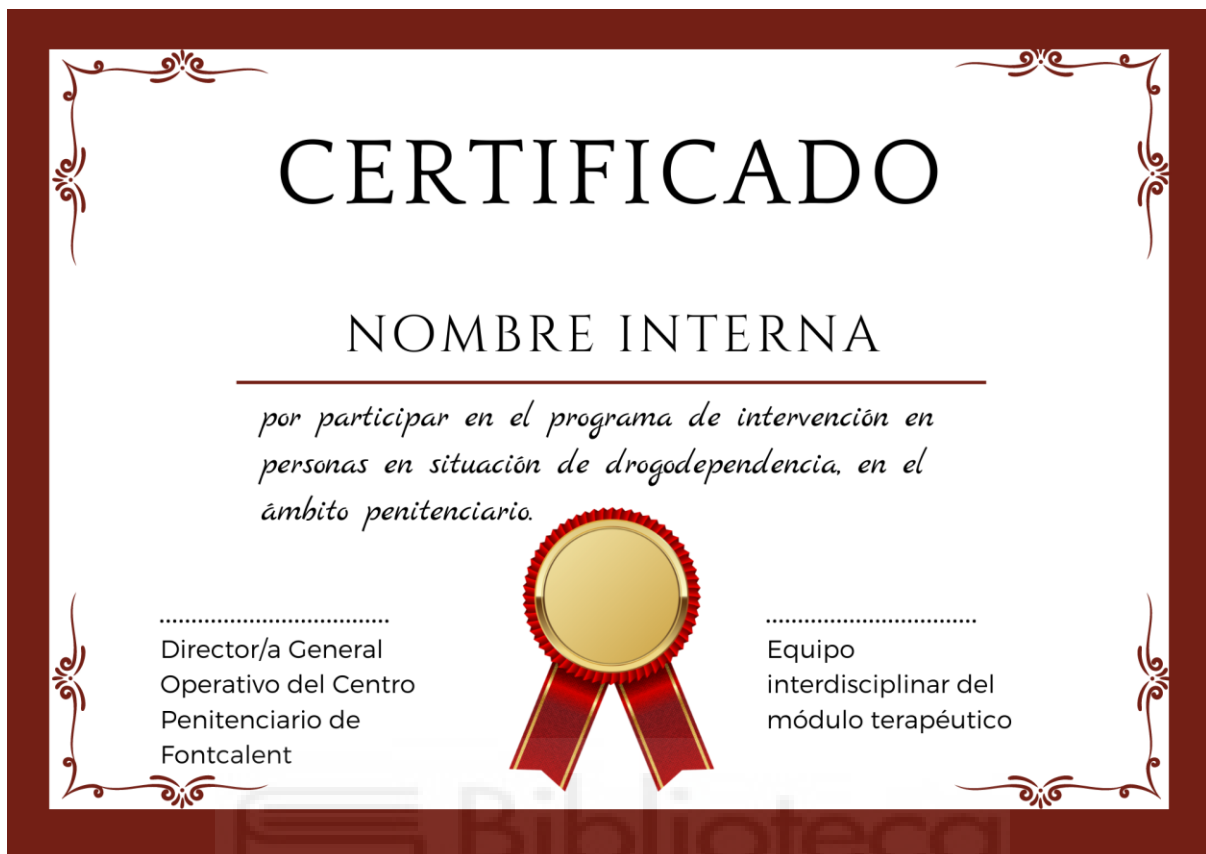 CERTIFICADO
NOMBRE INTERNA
por participar en el programa de intervención en
personas en situación de drogodependencia, en el
ámbito penitenciario.
Director/a General
Operativo del Centro
Penitenciario de
Fontcalent
Equipo
interdisciplinar del
módulo terapéutico
Biblioteca